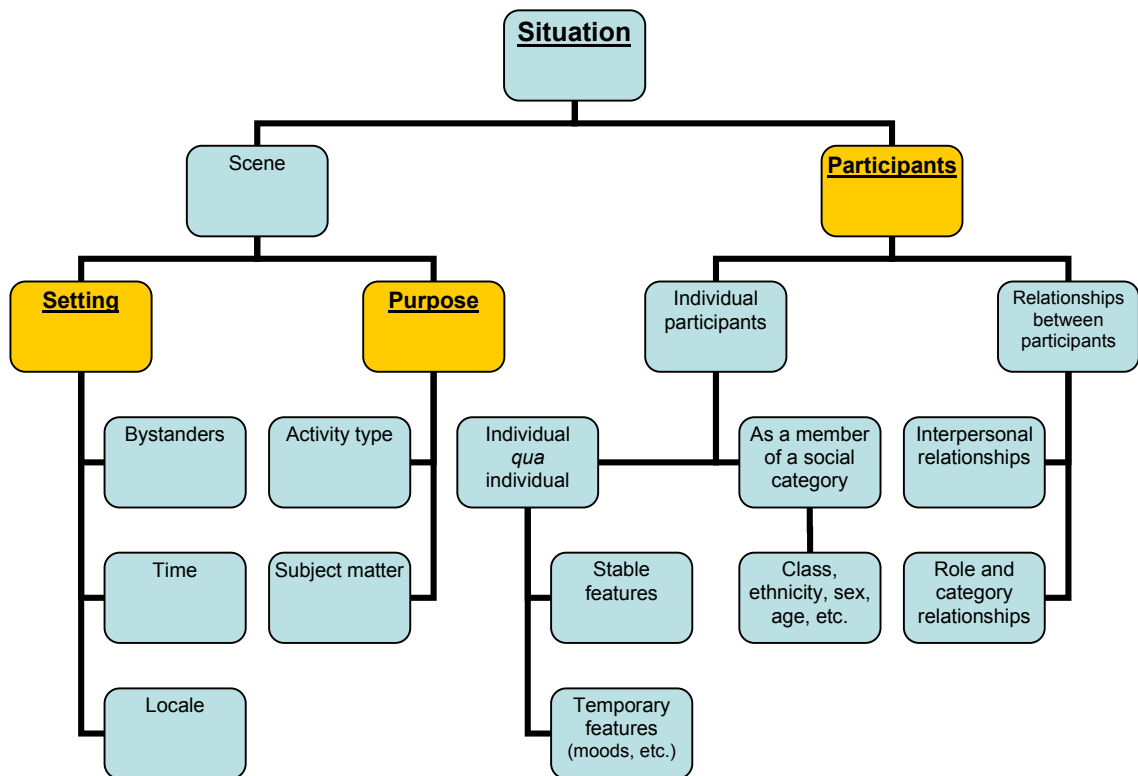 Situation
Scene
Participants
Setting
Purpose
Individual
participants
Relationships
between
participants
Bystanders
Activity type
Individual
qua
individual
As a member
of a social
category
Interpersonal
relationships
Time
Subject matter
Stable
features
Class,
ethnicity, sex,
age, etc.
Role and
category
relationships
Locale
Temporary
features
(moods, etc.)